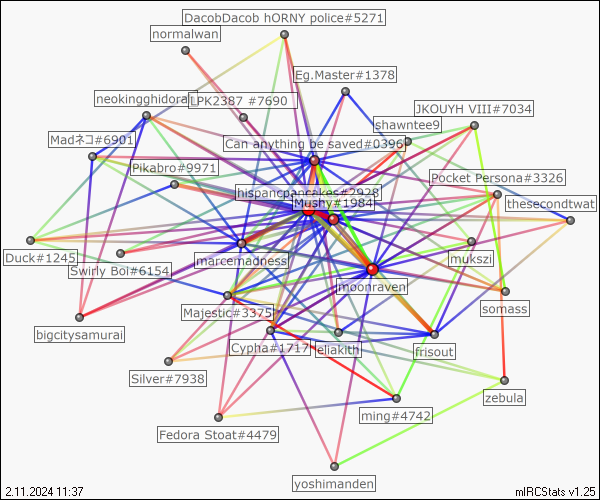 DacobDacob hORNY police#5271
normalwan
Eg.Master#1378
neokingghidorah
LPK2387 #7690
JKOUYH VIII#7034
shawntee9
Madネコ#6901
Can anything be saved#0396
Pikabro#9971
Pocket Persona#3326
hispancpancakes#2928
Mushy#1984
thesecondtwat
Duck#1245
marcernadness
mukszi
Swirly Boi#6154
moonraven
somass
Majestic#3375
bigcitysamurai
Cypha#1717
eliakith
frisout
Silver#7938
zebula
ming#4742
Fedora Stoat#4479
yoshimanden
2.11.2024 11:37
mIRCStats v1.25